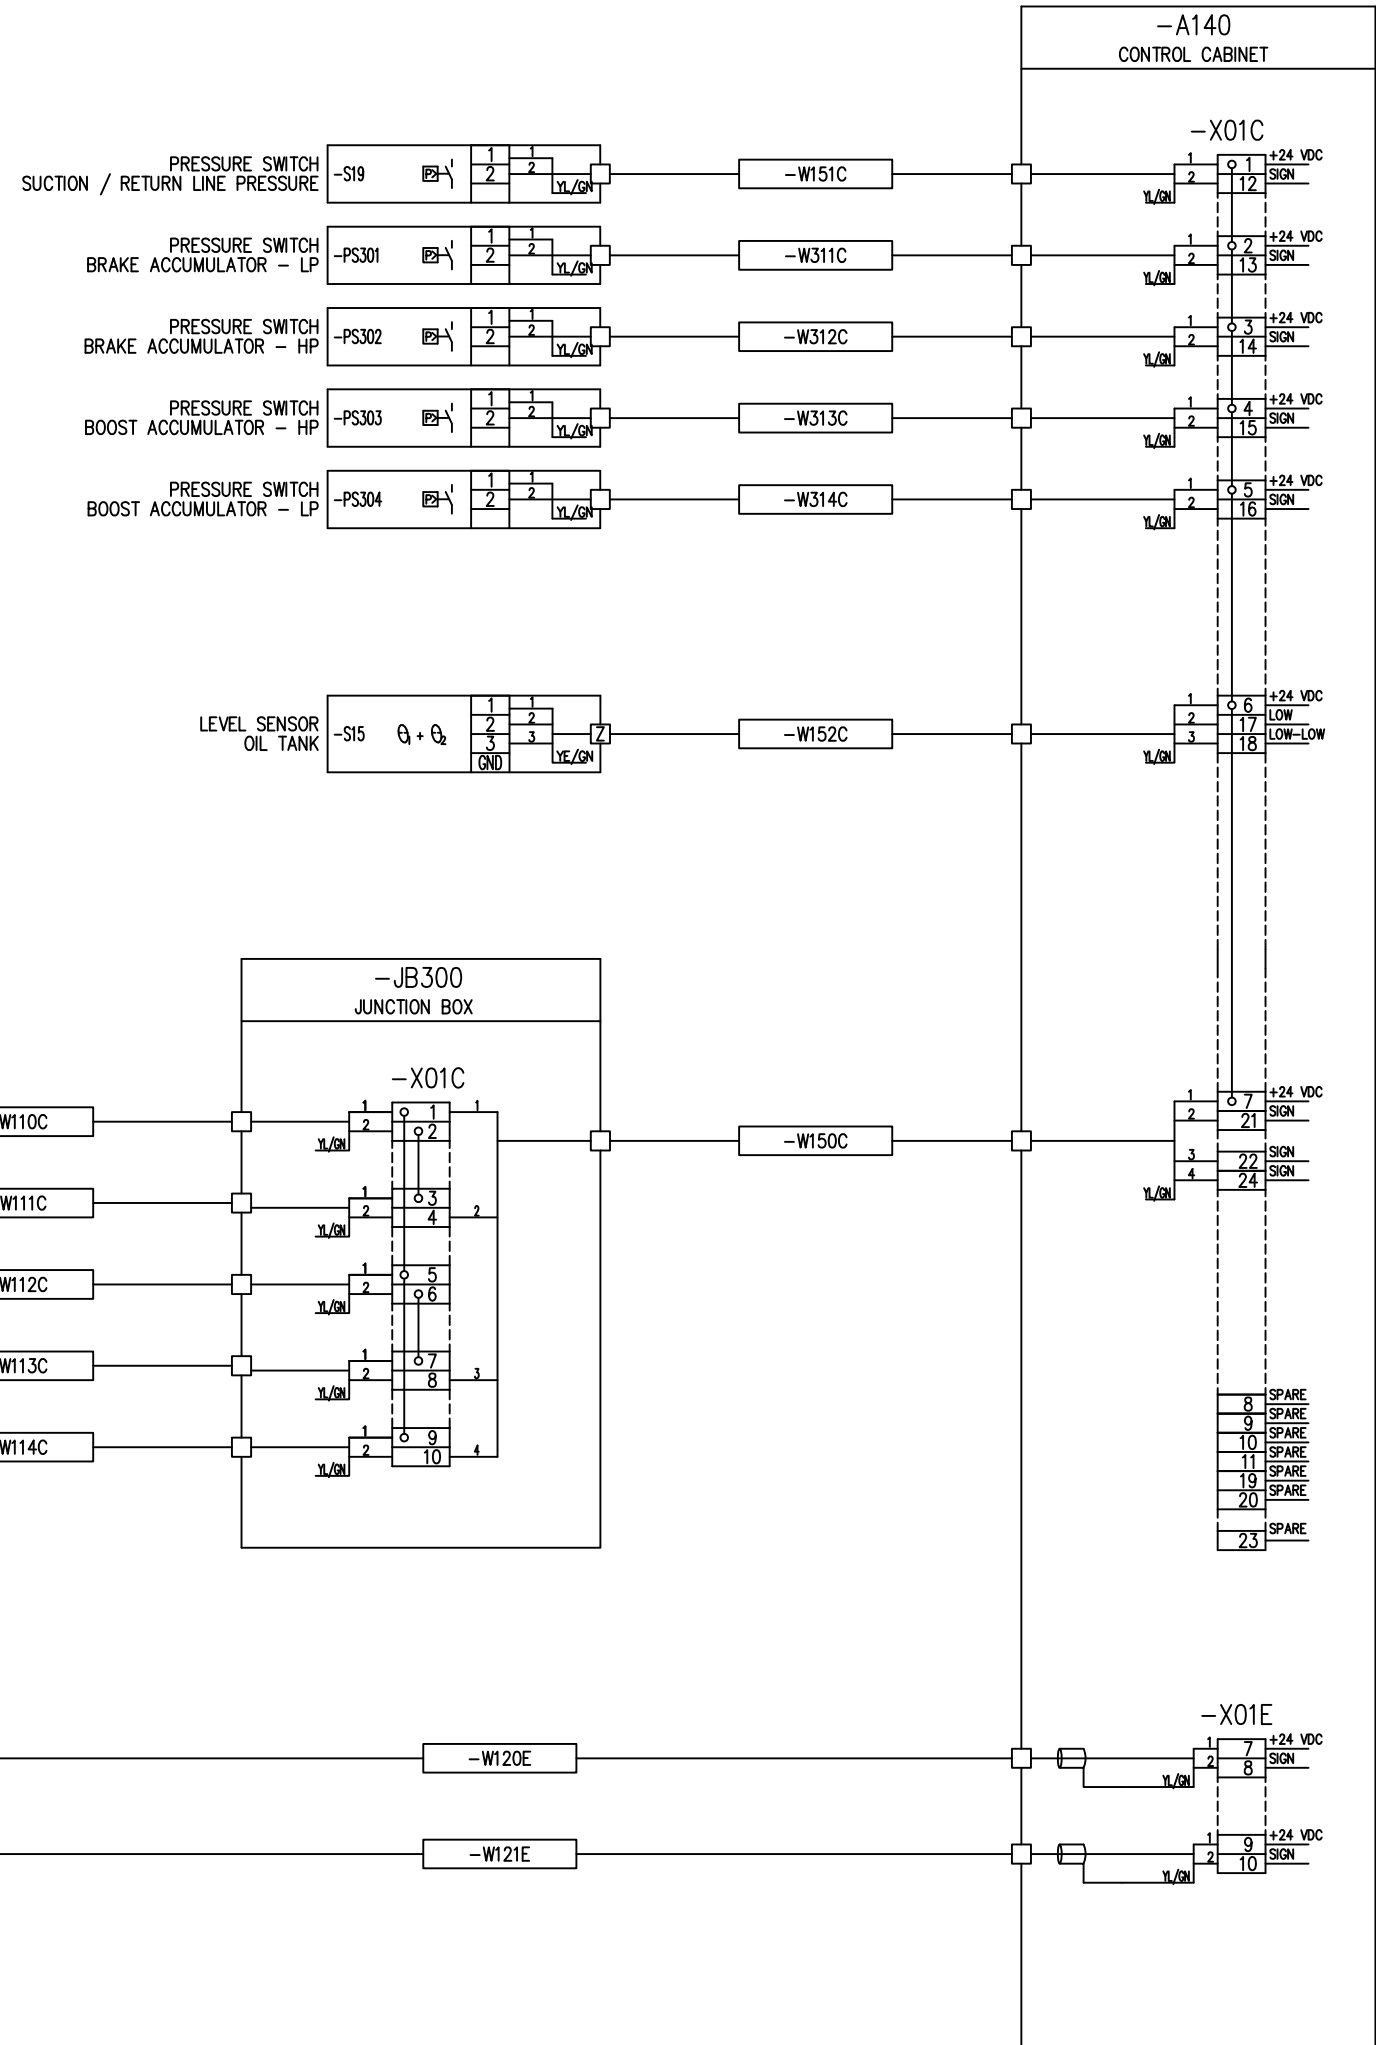 -A140
CONTROL CABINET
-X01C
PRESSURE SWITCH
SUCTION / RETURN LINE PRESSURE
-S19
P>
1
2
1
2
YL/GN
-W151C
1
2
YL/GN
1
12
+24 VDC
SIGN
PRESSURE SWITCH
BRAKE ACCUMULATOR - LP
-PS301
P>
1
2
1
2
YL/GN
-W311C
1
2
YL/GN
2
13
+24 VDC
SIGN
PRESSURE SWITCH
BRAKE ACCUMULATOR - HP
-PS302
P>
1
2
1
2
YL/GN
-W312C
1
2
YL/GN
3
14
+24 VDC
SIGN
PRESSURE SWITCH
BOOST ACCUMULATOR - HP
-PS303
P>
1
2
1
2
YL/GN
-W313C
1
2
YL/GN
4
15
+24 VDC
SIGN
PRESSURE SWITCH
BOOST ACCUMULATOR - LP
-PS304
P>
1
2
1
2
YL/GN
-W314C
1
2
YL/GN
5
16
+24 VDC
SIGN
LEVEL SENSOR
OIL TANK
-S15
θ1 + θ2
1
2
3
GND
1
2
3
YE/GN
Z
-W152C
1
2
3
YL/GN
6
17
18
+24 VDC
LOW
LOW-LOW
-JB300
JUNCTION BOX
-X01C
W110C
1
2
YL/GN
1
2
1
W111C
1
2
YL/GN
3
4
2
W112C
1
2
YL/GN
5
6
W113C
1
2
YL/GN
7
8
3
W114C
1
2
YL/GN
9
10
4
-W150C
1
2
3
4
YL/GN
7
21
22
24
+24 VDC
SIGN
SIGN
SIGN
8
9
10
11
19
20
23
SPARE
SPARE
SPARE
SPARE
SPARE
SPARE
SPARE
-X01E
-W120E
1
2
YL/GN
7
8
+24 VDC
SIGN
-W121E
1
2
YL/GN
9
10
+24 VDC
SIGN